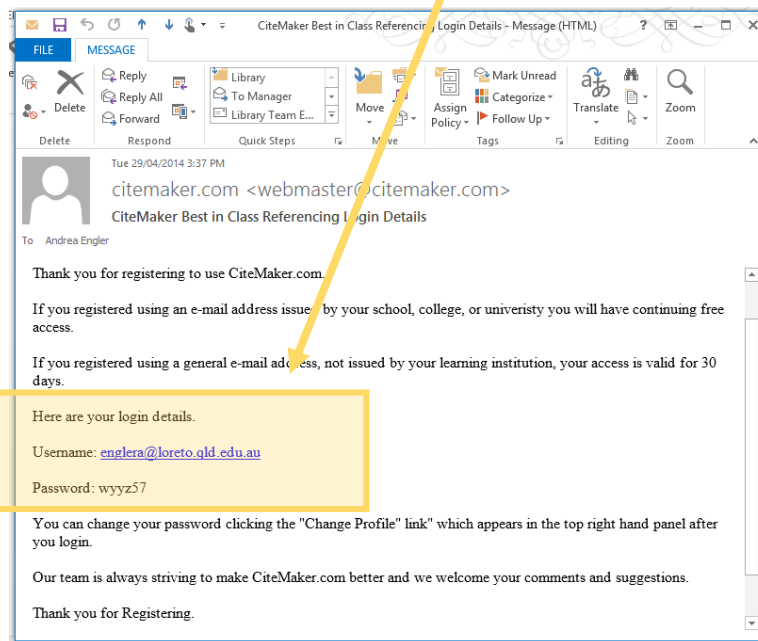 CiteMaker Best in Class Referencing Login Details - Message (HTML)
FILE MESSAGE
Delete
Reply
Reply All
Forward
Library
To Manager
Library Team E...
Move
Assign
Policy
Mark Unread
Categorize
Follow Up
Translate
Zoom
Delete Respond Quick Steps Move Tags Editing Zoom
Tue 29/04/2014 3:37 PM
citemaker.com <webmaster@citemaker.com>
CiteMaker Best in Class Referencing Login Details
To Andrea Engler
Thank you for registering to use CiteMaker.com.
If you registered using an e-mail address issued by your school, college, or univeristy you will have continuing free
access.
If you registered using a general e-mail address, not issued by your learning institution, your access is valid for 30
days.
Here are your login details.
Username: englera@loreto.qld.edu.au
Password: wyyz57
You can change your password clicking the "Change Profile" link" which appears in the top right hand panel after
you login.
Our team is always striving to make CiteMaker.com better and we welcome your comments and suggestions.
Thank you for Registering.